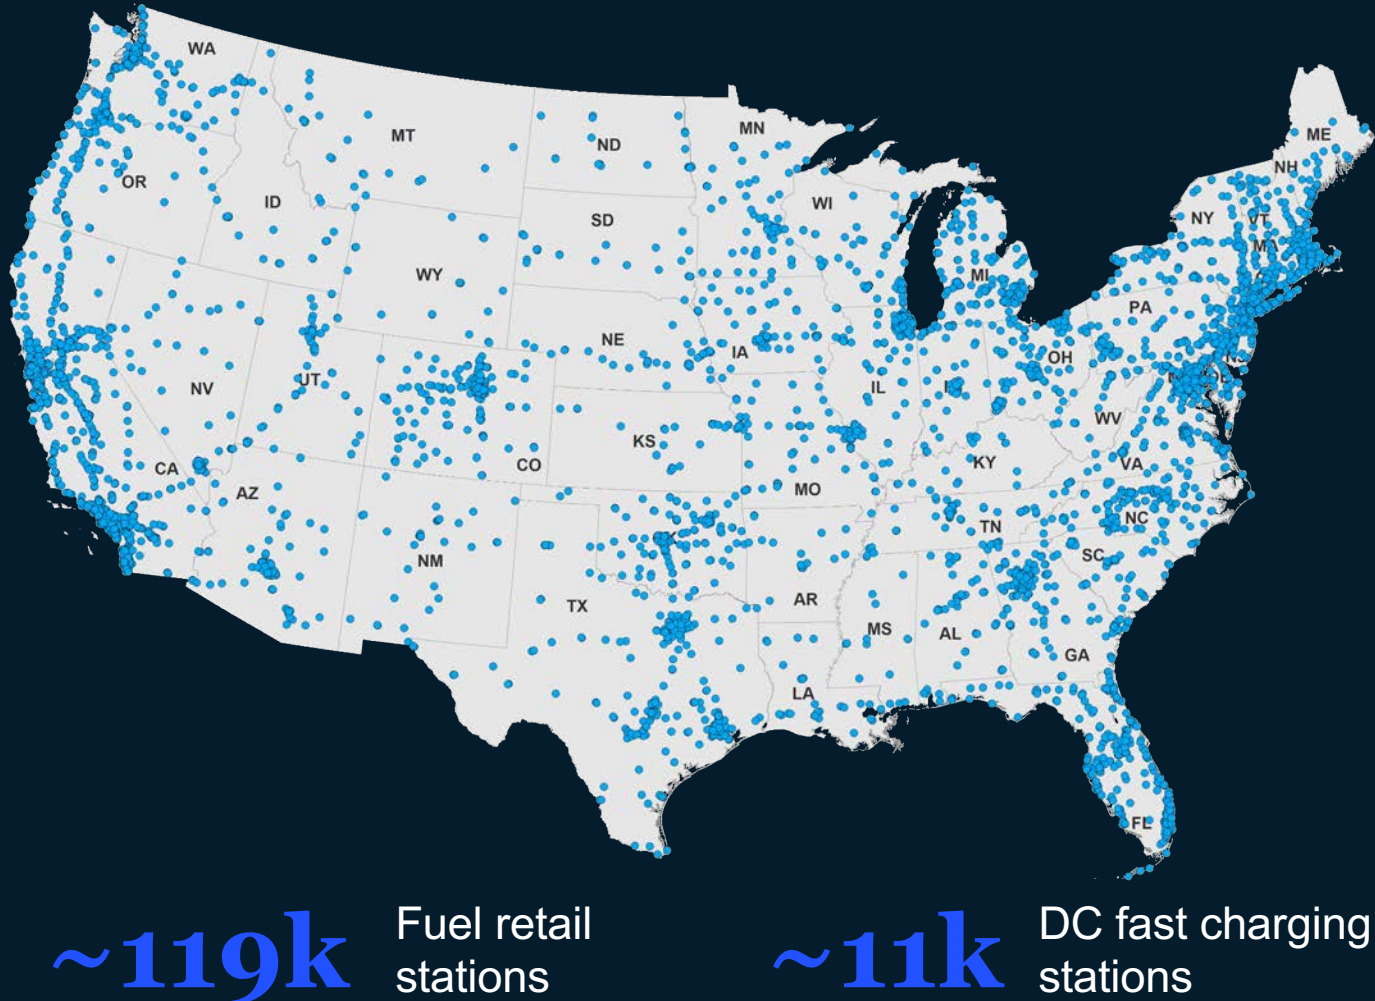 WA
MT
ND
MN
ME
OR
ID
SD
WI
NH
NY
VT
MA
WY
MI
PA
NE
IA
OH
NV
UT
IL
KS
WV
CA
CO
KY
VA
AZ
MO
TN
NC
NM
SC
TX
AR
MS
AL
GA
LA
FL
~119k
Fuel retail
stations
~11k
DC fast charging
stations